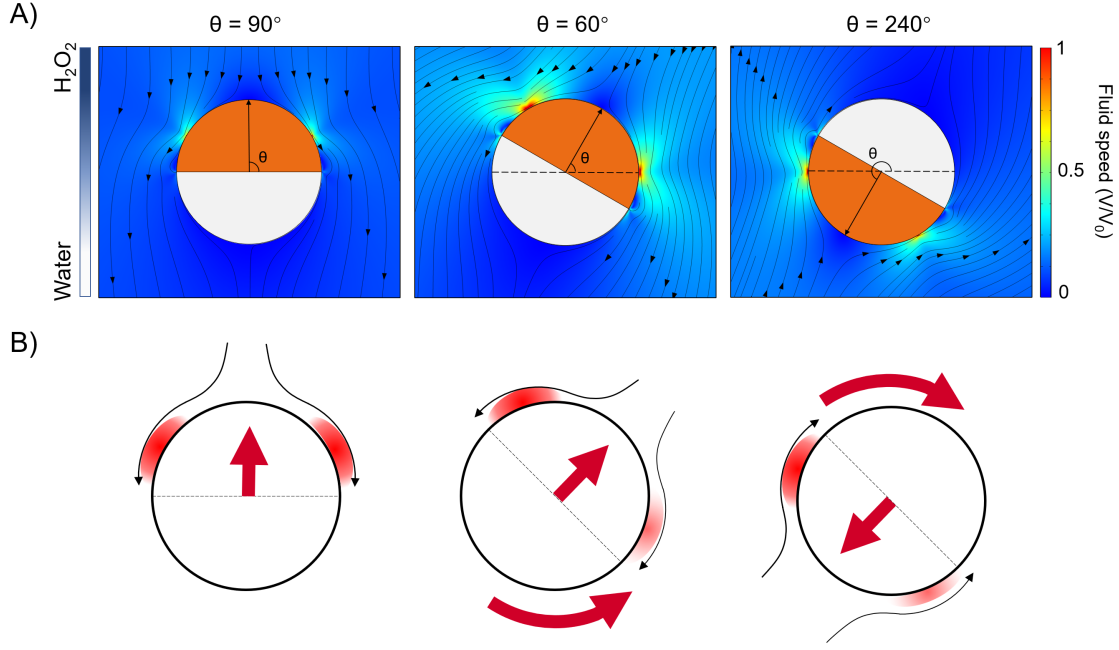 A)
θ = 90°
θ = 60°
θ = 240°
H₂O₂
Water
θ
θ
θ
1
0.5
0
Fluid speed (V/V₀)
B)